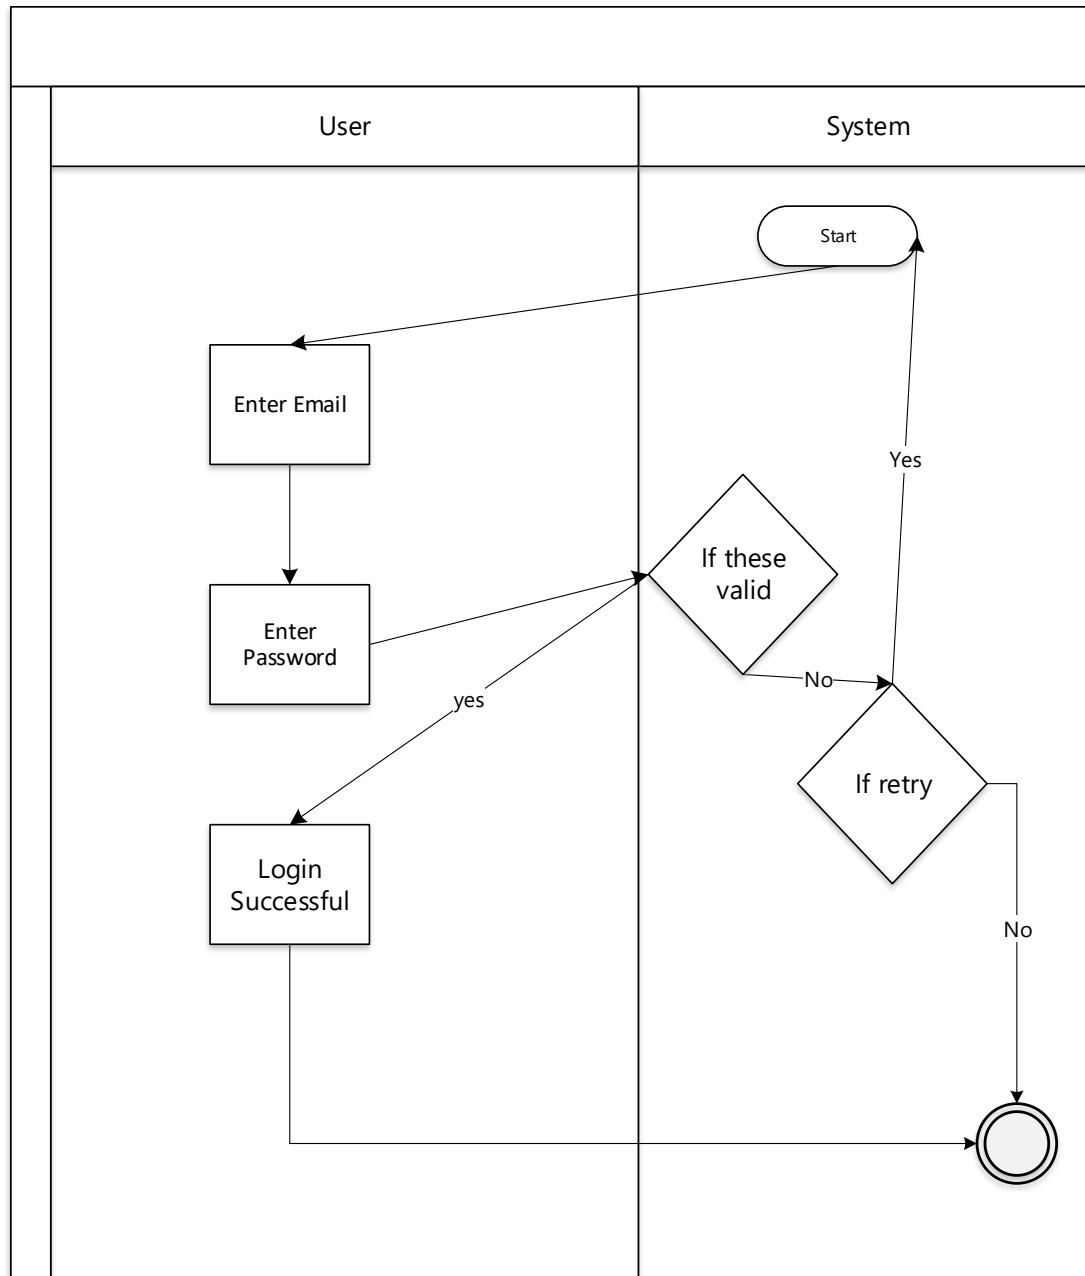 User
System
Start
Enter Email
Yes
If these
valid
Enter
Password
No
yes
If retry
Login
Successful
No